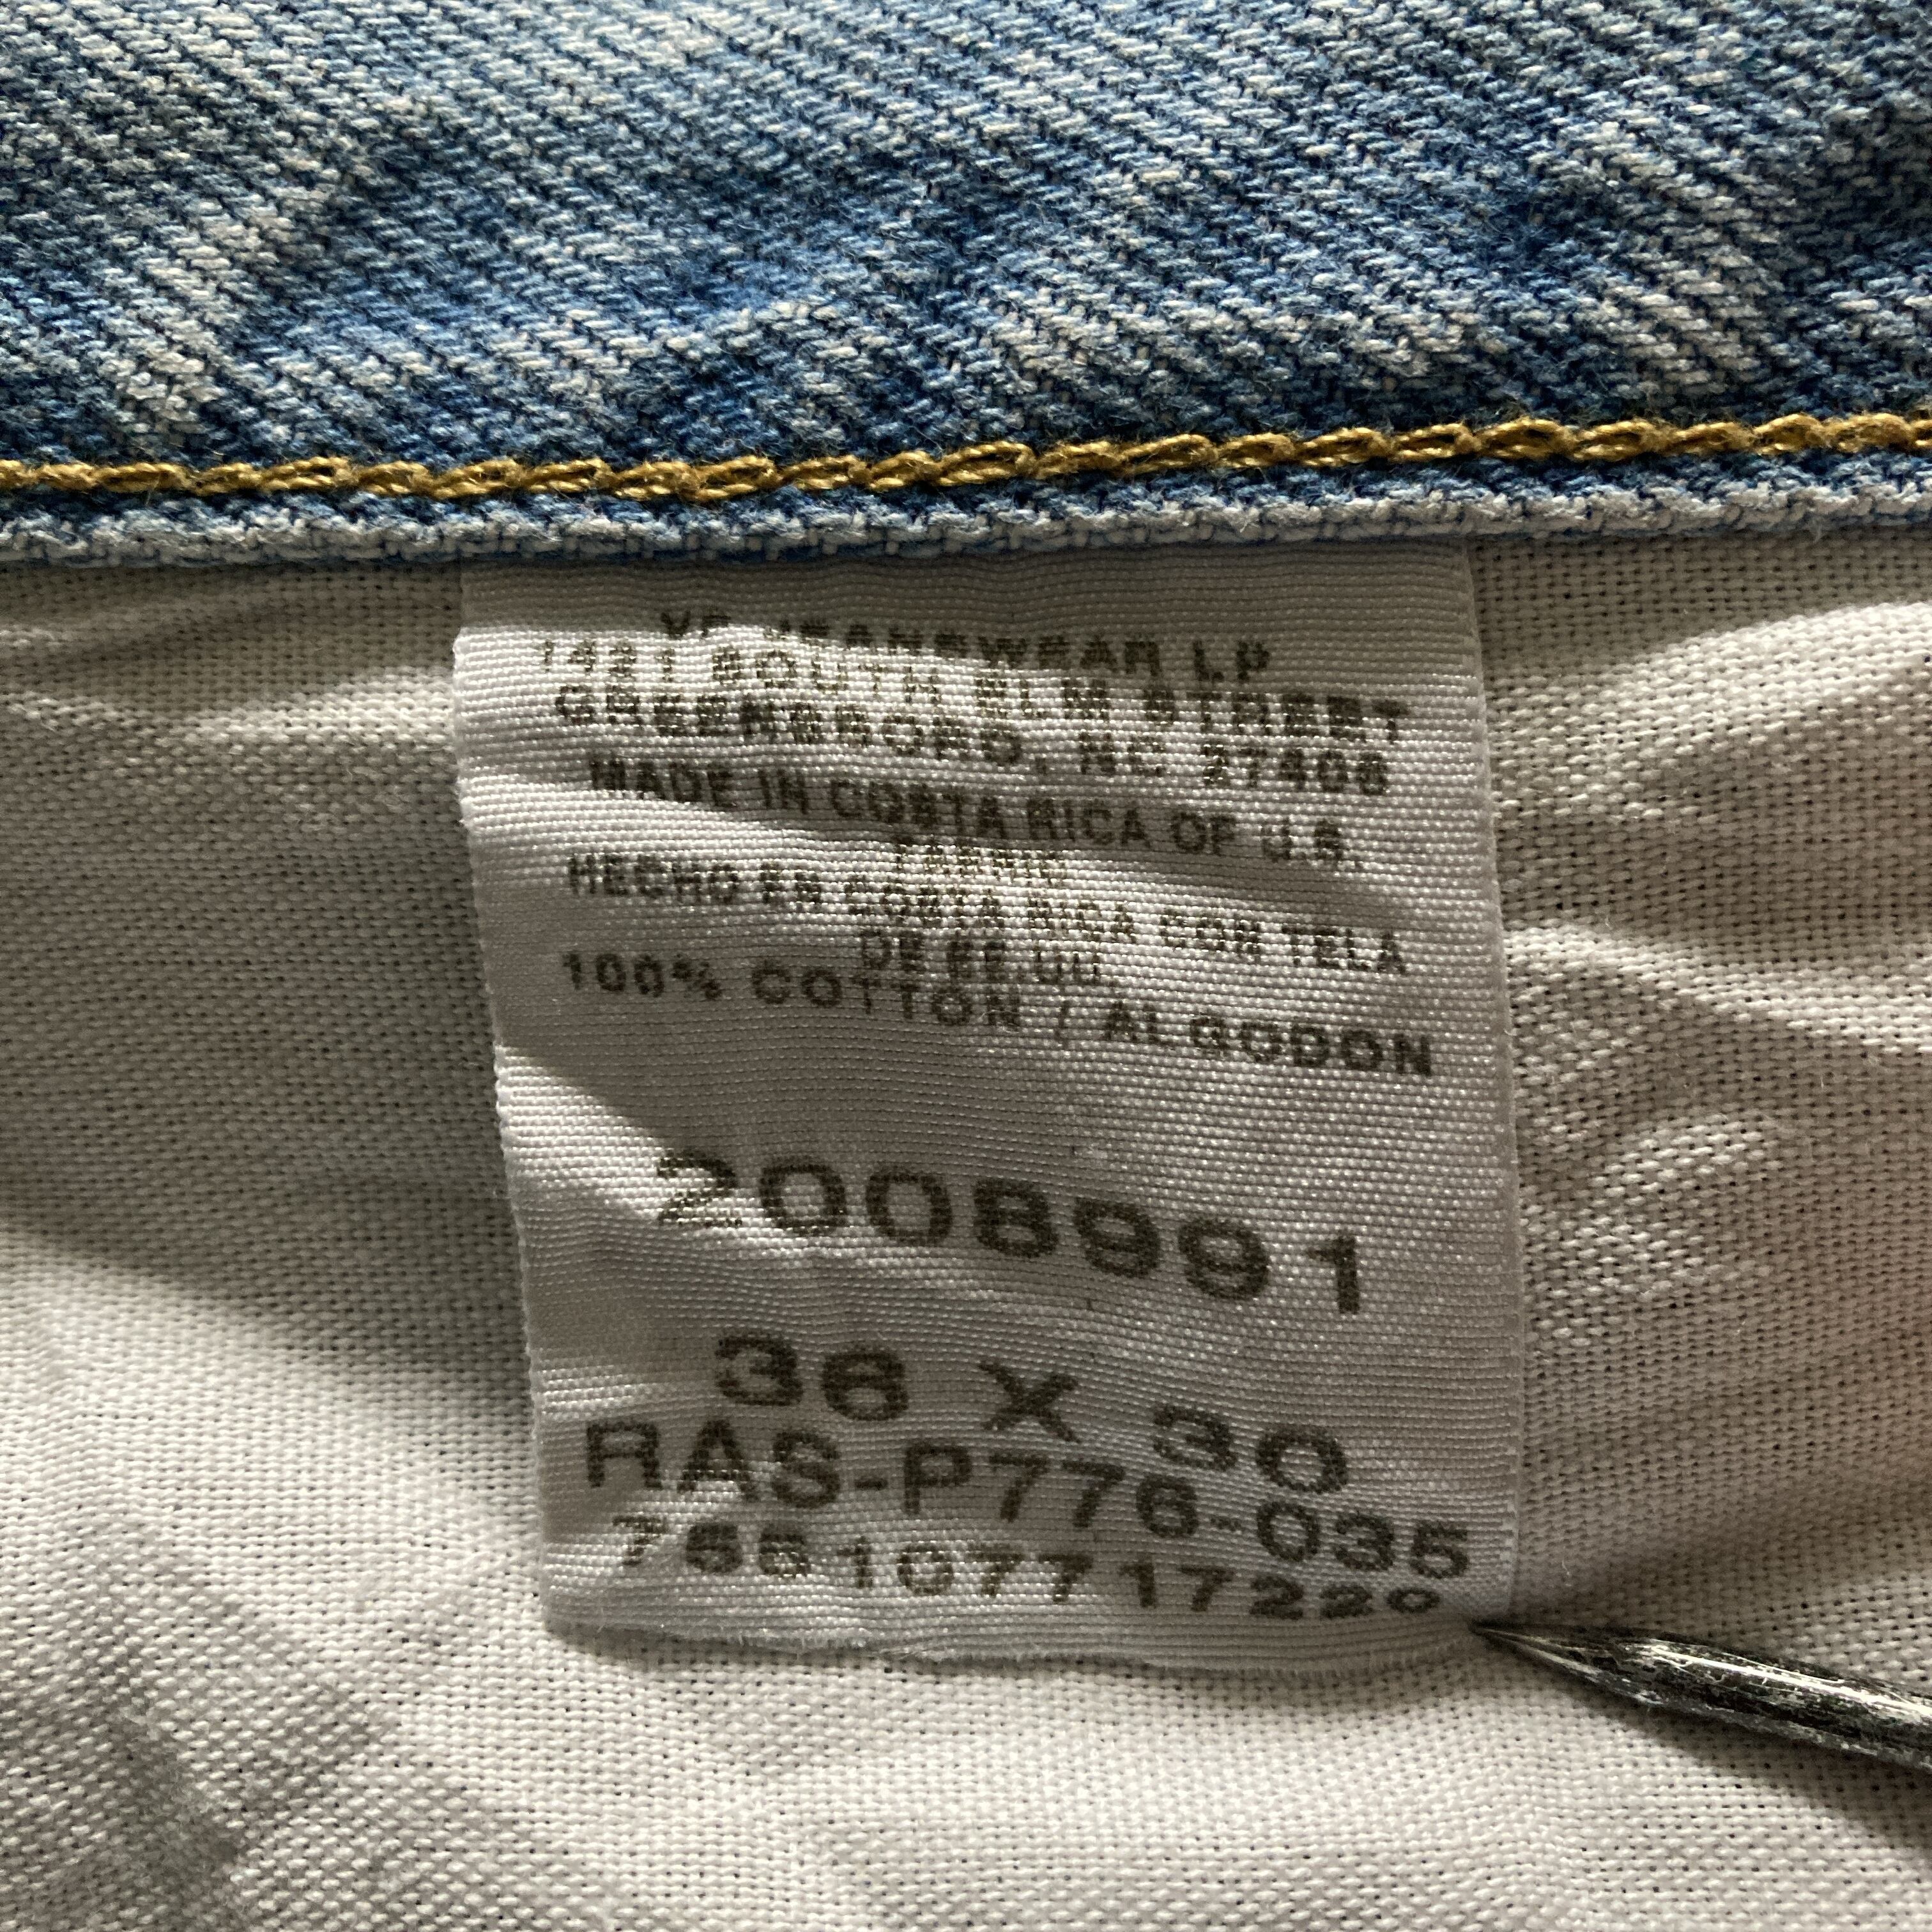 VF JEANSWEAR LP
1421 SOUTH ELM STREET
GREENSBORO, NC 27406
MADE IN COSTA RICA OF U.S.
FABRIC
HECHO EN COSTA RICA CON TELA
DE EE.UU.
100% COTTON / ALGODON
2008991
36 X 30
RAS-P776-035